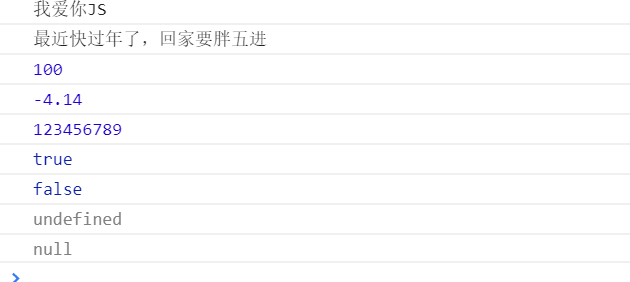 我爱你JS
最近快过年了，回家要胖五进
100
-4.14
123456789
true
false
undefined
null